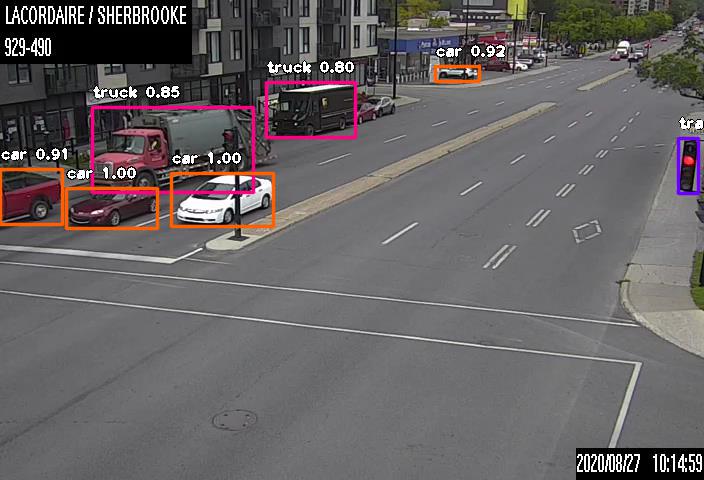 LACORDAIRE / SHERBROOKE
929-490
car 0.92
truck 0.80
truck 0.85
tra
car 0.91
car 1.00
car 1.00
2020/08/27 10:14:59